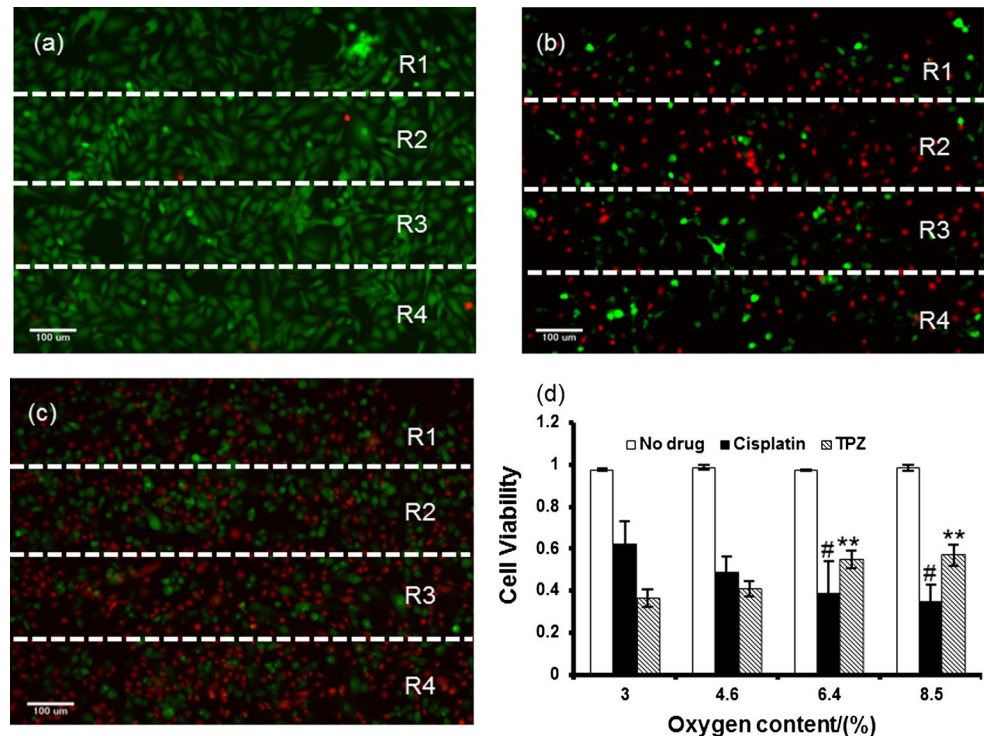 (a)
R1
R2
R3
R4
100 um
(b)
R1
R2
R3
R4
100 um
(c)
R1
R2
R3
R4
100 um
(d)
1.2
1
0.8
0.6
0.4
0.2
0
Cell Viability
No drug Cisplatin TPZ
# ** # **
3 4.6 6.4 8.5
Oxygen content/(%)